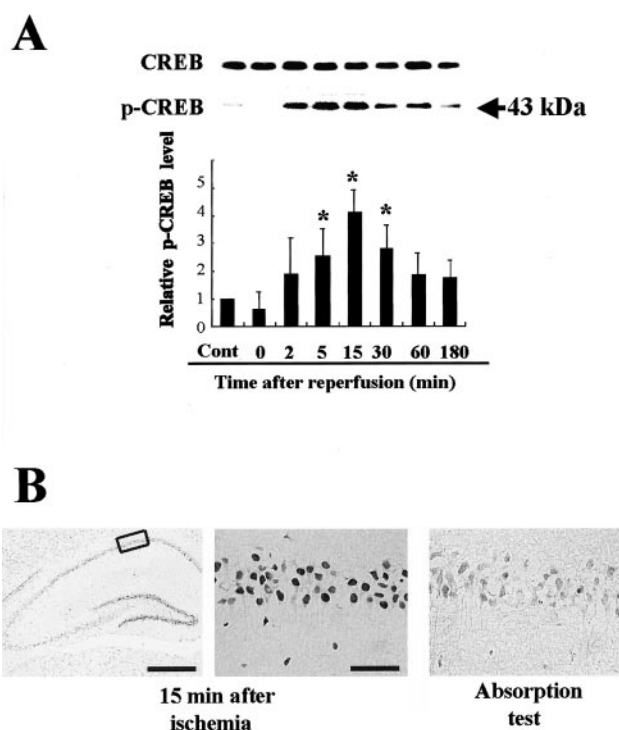 A
CREB
p-CREB
43 kDa
Relative p-CREB level
5
4
3
2
1
0
* * *
Cont 0 2 5 15 30 60 180
Time after reperfusion (min)
B
15 min after
ischemia
Absorption
test